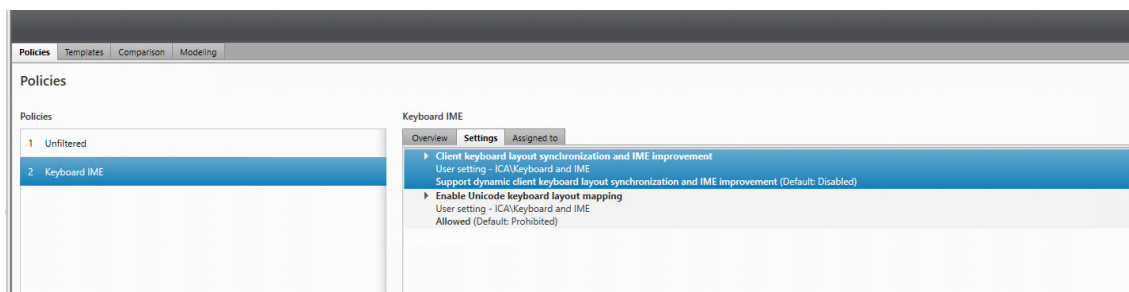 Policies Templates Comparison Modeling
Policies
Policies
1 Unfiltered
2 Keyboard IME
Keyboard IME
Overview Settings Assigned to
Client keyboard layout synchronization and IME improvement
User setting - ICA\Keyboard and IME
Support dynamic client keyboard layout synchronization and IME improvement (Default: Disabled)
Enable Unicode keyboard layout mapping
User setting - ICA\Keyboard and IME
Allowed (Default: Prohibited)